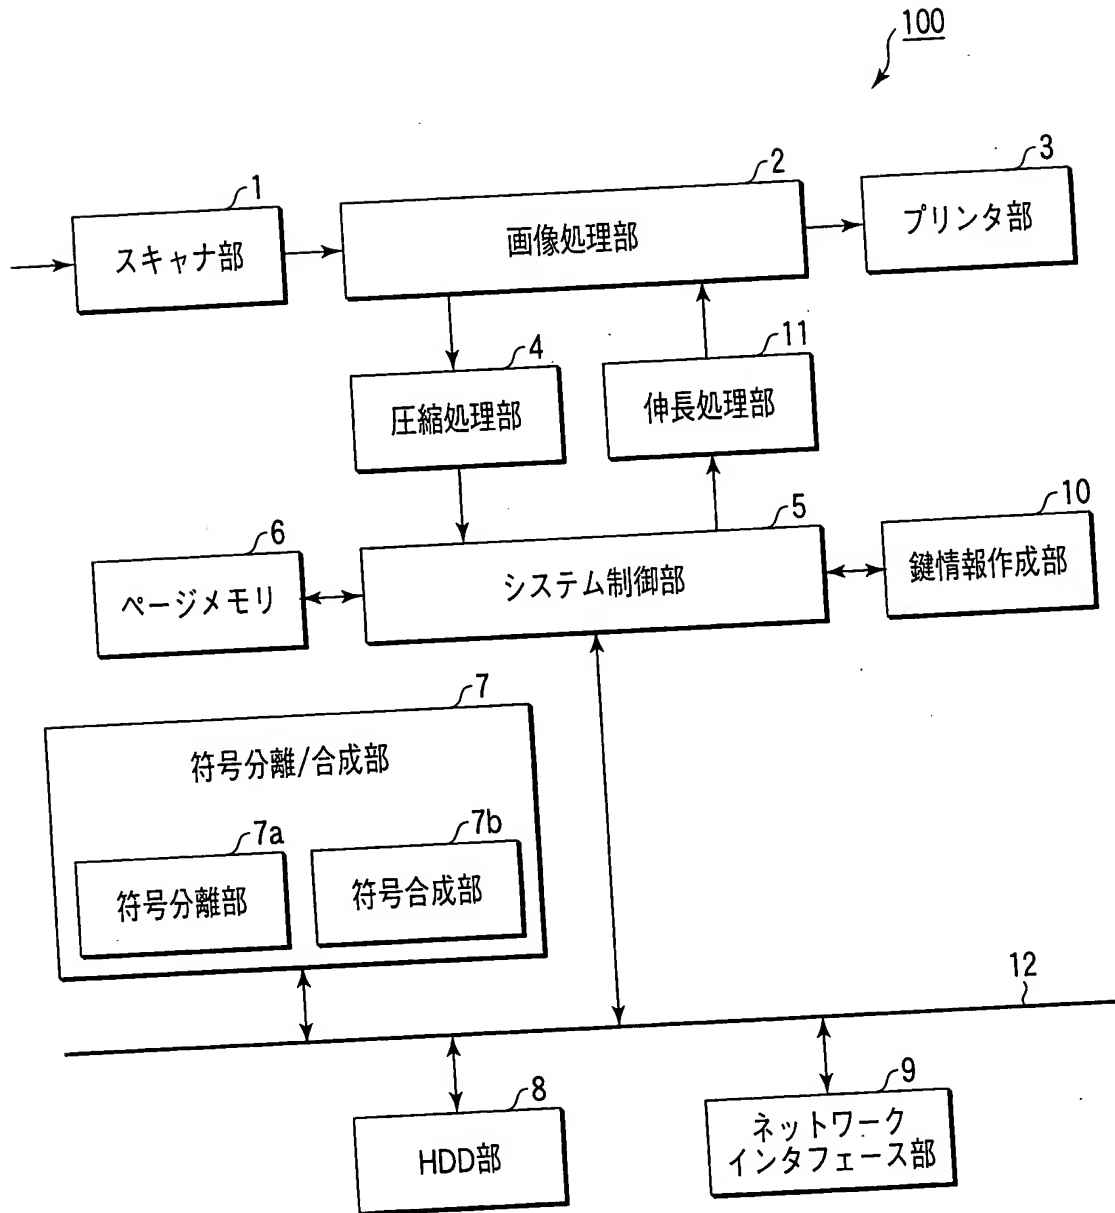 100
1
スキャナ部
2
画像処理部
3
プリンタ部
4
圧縮処理部
11
伸長処理部
5
システム制御部
6
ページメモリ
10
鍵情報作成部
7
符号分離/合成部
7a
符号分離部
7b
符号合成部
12
8
HDD部
9
ネットワーク
インタフェース部